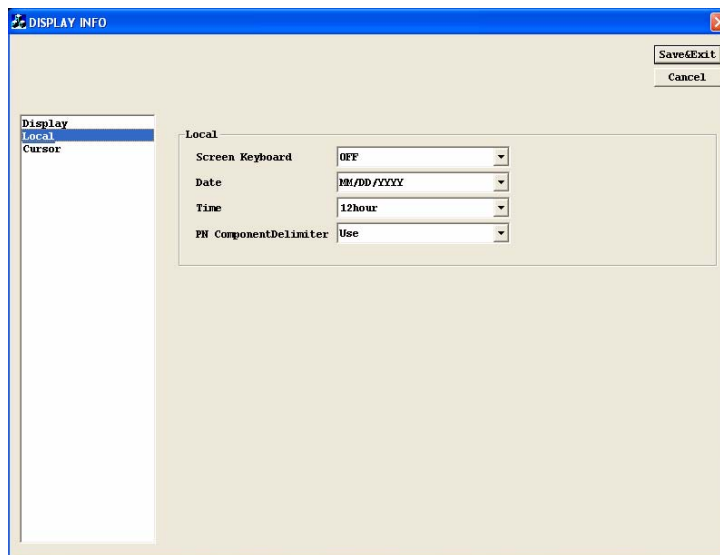 DISPLAY INFO
Save&Exit
Cancel
Display
Local
Cursor
Local
Screen Keyboard OFF
Date MM/DD/YYYY
Time 12hour
PN ComponentDelimiter Use